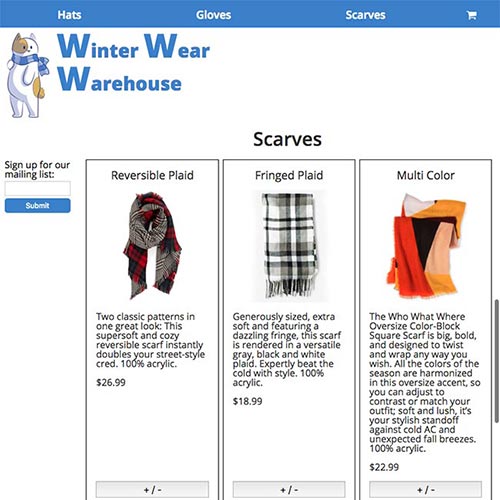 Hats Gloves Scarves
Winter Wear
Warehouse
Scarves
Sign up for our
mailing list:
Submit
Reversible Plaid
Two classic patterns in
one great look: This
supersoft and cozy
reversible scarf instantly
doubles your street-style
cred. 100% acrylic.
$26.99
+ / -
Fringed Plaid
Generously sized, extra
soft and featuring a
dazzling fringe, this scarf
is rendered in a versatile
gray, black and white
plaid. Expertly beat the
cold with style. 100%
acrylic.
$18.99
+ / -
Multi Color
The Who What Where
Oversize Color-Block
Square Scarf is big, bold,
and designed to twist
and wrap any way you
wish. All the colors of the
season are harmonized
in this oversize accent, so
you can adjust to
contrast or match your
outfit; soft and lush, it's
your stylish standoff
against cold AC and
unexpected fall breezes.
100% acrylic.
$22.99
+ / -